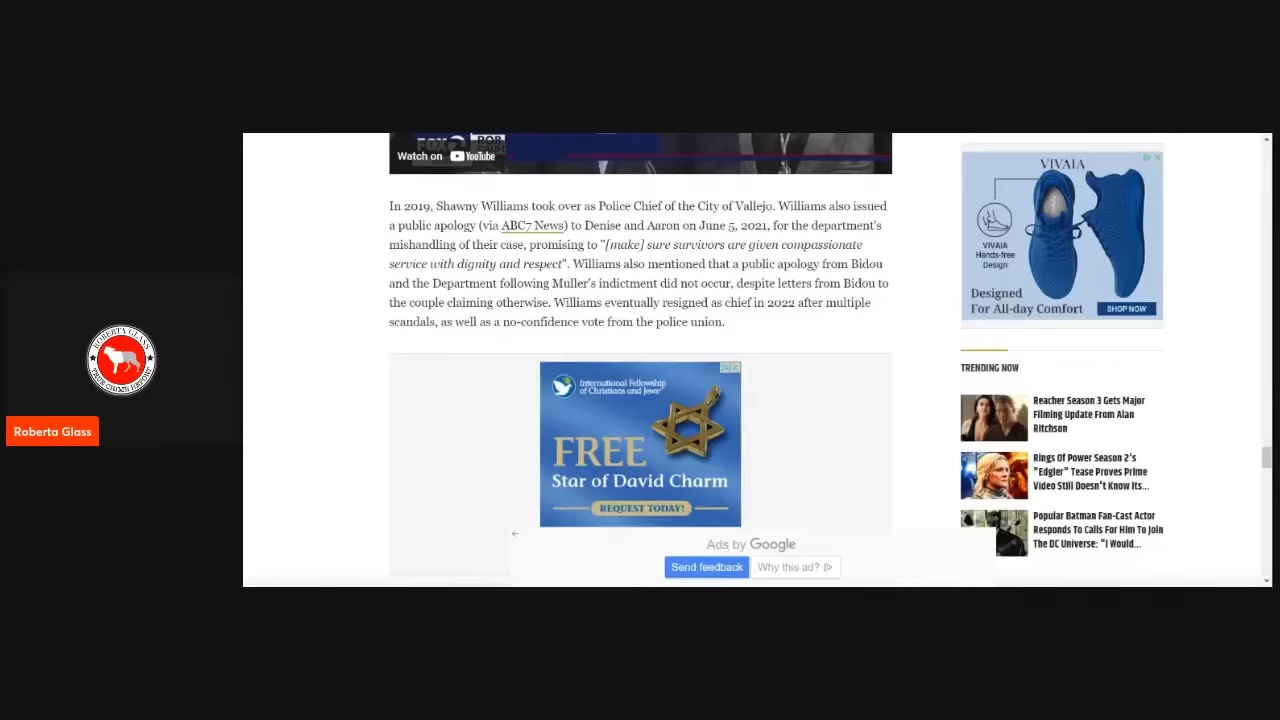 FOX
ROB
Watch on YouTube
In 2019, Shawny Williams took over as Police Chief of the City of Vallejo. Williams also issued
a public apology (via ABC7 News) to Denise and Aaron on June 5, 2021, for the department's
mishandling of their case, promising to "[make] sure survivors are given compassionate
service with dignity and respect". Williams also mentioned that a public apology from Bidou
and the Department following Muller's indictment did not occur, despite letters from Bidou to
the couple claiming otherwise. Williams eventually resigned as chief in 2022 after multiple
scandals, as well as a no-confidence vote from the police union.
International Fellowship
of Christians and Jews
FREE
Star of David Charm
REQUEST TODAY!
Ads by Google
Send feedback
Why this ad?
VIVAIA
VIVAIA
Hands-free
Design
Designed
For All-day Comfort
SHOP NOW
TRENDING NOW
Reacher Season 3 Gets Major
Filming Update From Alan
Ritchson
Rings Of Power Season 2's
"Edgier" Tease Proves Prime
Video Still Doesn't Know Its...
Popular Batman Fan-Cast Actor
Responds To Calls For Him To Join
The DC Universe: "I Would...
ROBERTA GLASS
TRUE CRIME REPORT
Roberta Glass